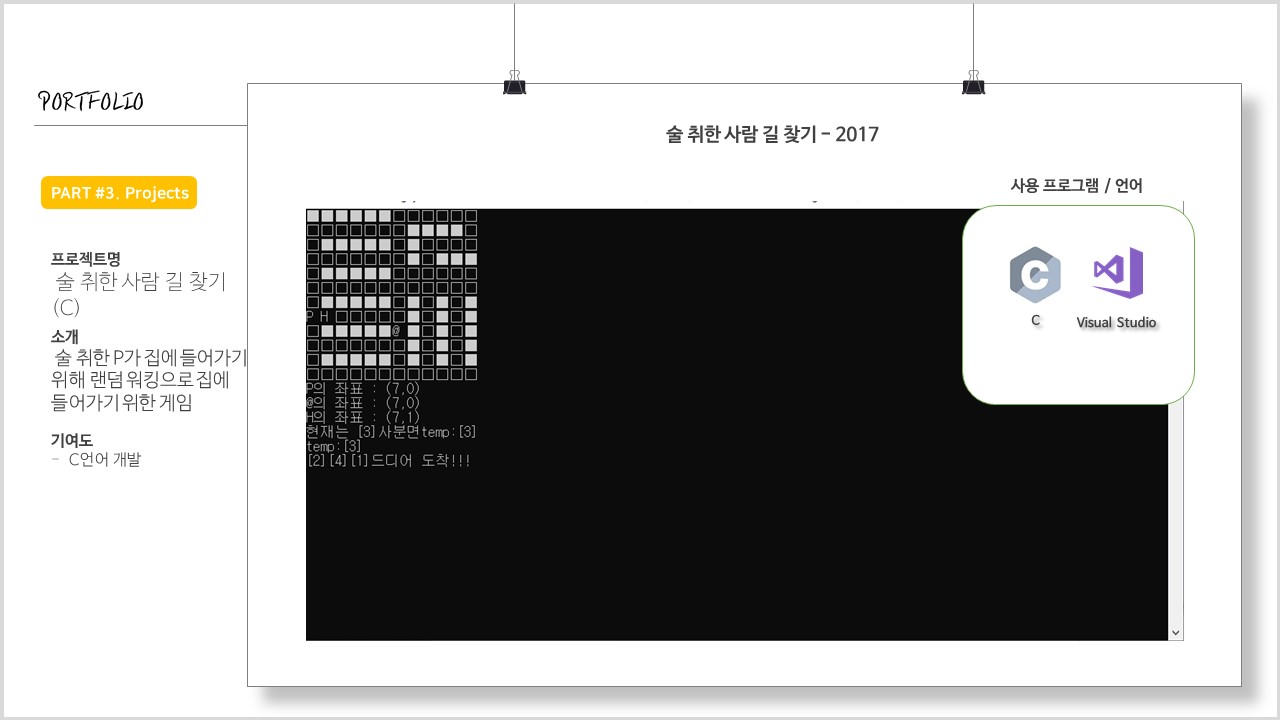 PORTFOLIO
PART #3. Projects
프로젝트명
술 취한 사람 길 찾기
(C)
소개
술 취한 P가 집에 들어가기
위해 랜덤 워킹으로 집에
들어가기 위한 게임
기여도
- C언어 개발
술 취한 사람 길 찾기 - 2017
사용 프로그램 / 언어
C
Visual Studio
P H
@
P의 좌표 : (7,0)
@의 좌표 : (7,0)
H의 좌표 : (7,1)
현재는 [3]사분면temp:[3]
temp:[3]
[2][4][1]드디어 도착!!!